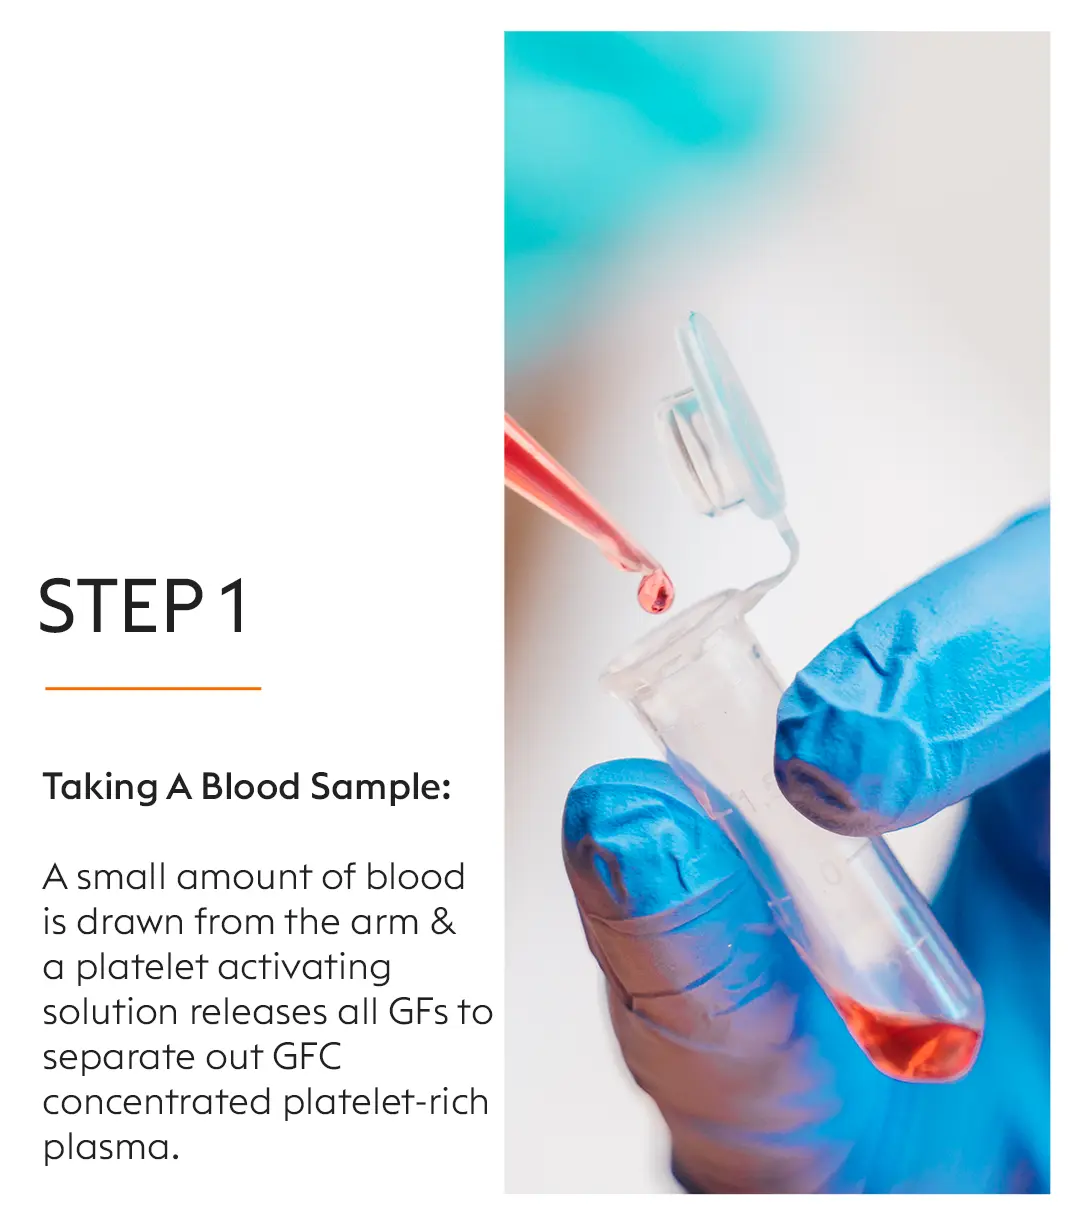 STEP 1
Taking A Blood Sample:
A small amount of blood
is drawn from the arm &
a platelet activating
solution releases all GFs to
separate out GFC
concentrated platelet-rich
plasma.